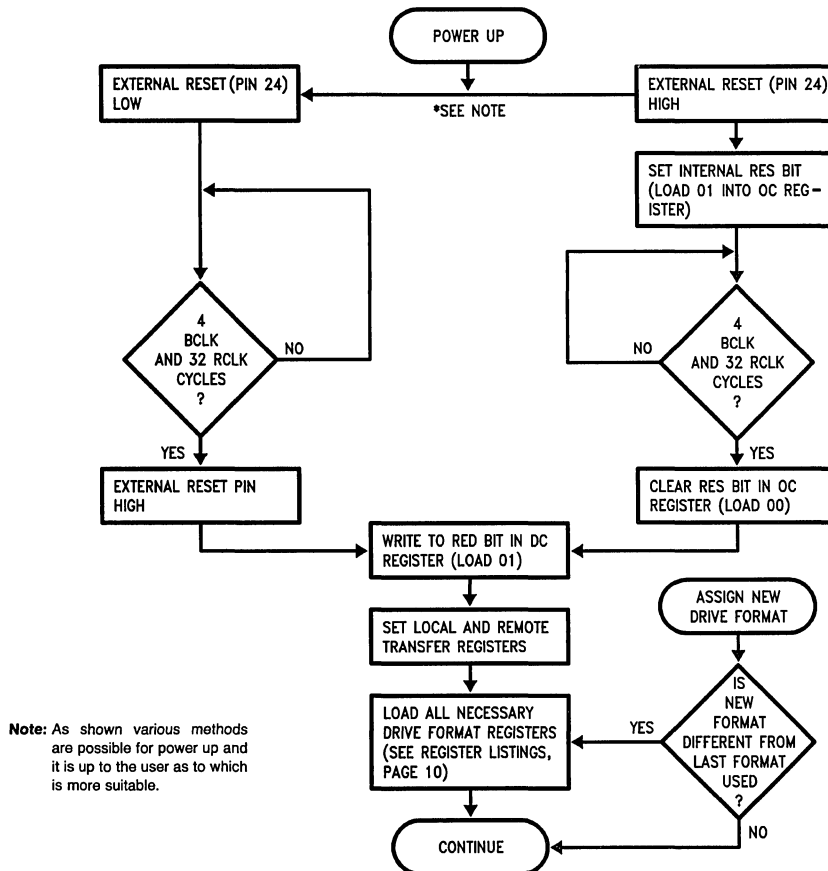 POWER UP
EXTERNAL RESET (PIN 24)
LOW
*SEE NOTE
EXTERNAL RESET (PIN 24)
HIGH
SET INTERNAL RES BIT
(LOAD 01 INTO OC REG-
ISTER)
4
BCLK
AND 32 RCLK
CYCLES
?
NO
YES
4
BCLK
AND 32 RCLK
CYCLES
?
NO
YES
EXTERNAL RESET PIN
HIGH
CLEAR RES BIT IN OC
REGISTER (LOAD 00)
WRITE TO RED BIT IN DC
REGISTER (LOAD 01)
ASSIGN NEW
DRIVE FORMAT
SET LOCAL AND REMOTE
TRANSFER REGISTERS
IS
NEW
FORMAT
DIFFERENT FROM
LAST FORMAT
USED
?
YES
NO
LOAD ALL NECESSARY
DRIVE FORMAT REGISTERS
(SEE REGISTER LISTINGS,
PAGE 10)
CONTINUE
Note: As shown various methods
are possible for power up and
it is up to the user as to which
is more suitable.